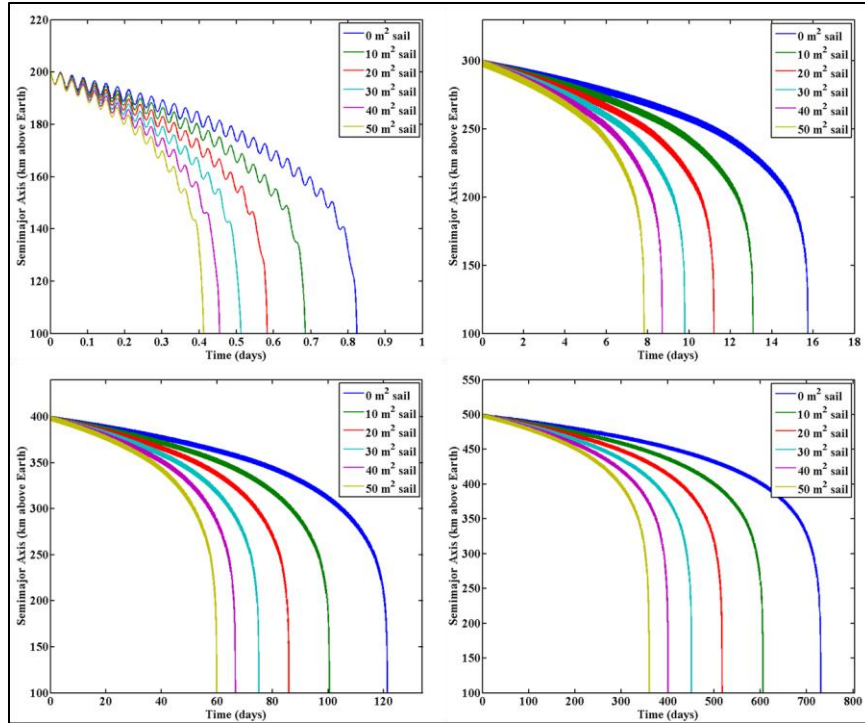 220
200
180
160
140
120
100
Semimajor Axis (km above Earth)
0 m² sail
10 m² sail
20 m² sail
30 m² sail
40 m² sail
50 m² sail
0 0.1 0.2 0.3 0.4 0.5 0.6 0.7 0.8 0.9 1
Time (days)
300
250
200
150
100
Semimajor Axis (km above Earth)
0 m² sail
10 m² sail
20 m² sail
30 m² sail
40 m² sail
50 m² sail
0 2 4 6 8 10 12 14 16 18
Time (days)
400
350
300
250
200
150
100
Semimajor Axis (km above Earth)
0 m² sail
10 m² sail
20 m² sail
30 m² sail
40 m² sail
50 m² sail
0 20 40 60 80 100 120
Time (days)
550
500
450
400
350
300
250
200
150
100
Semimajor Axis (km above Earth)
0 m² sail
10 m² sail
20 m² sail
30 m² sail
40 m² sail
50 m² sail
0 100 200 300 400 500 600 700 800
Time (days)